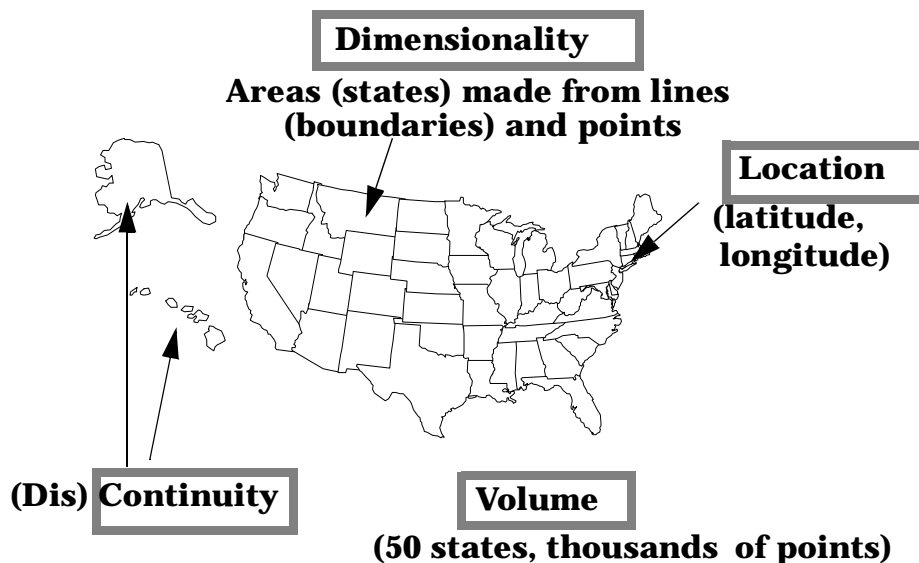 Dimensionality
Areas (states) made from lines
(boundaries) and points
Location
(latitude,
longitude)
(Dis) Continuity
Volume
(50 states, thousands of points)